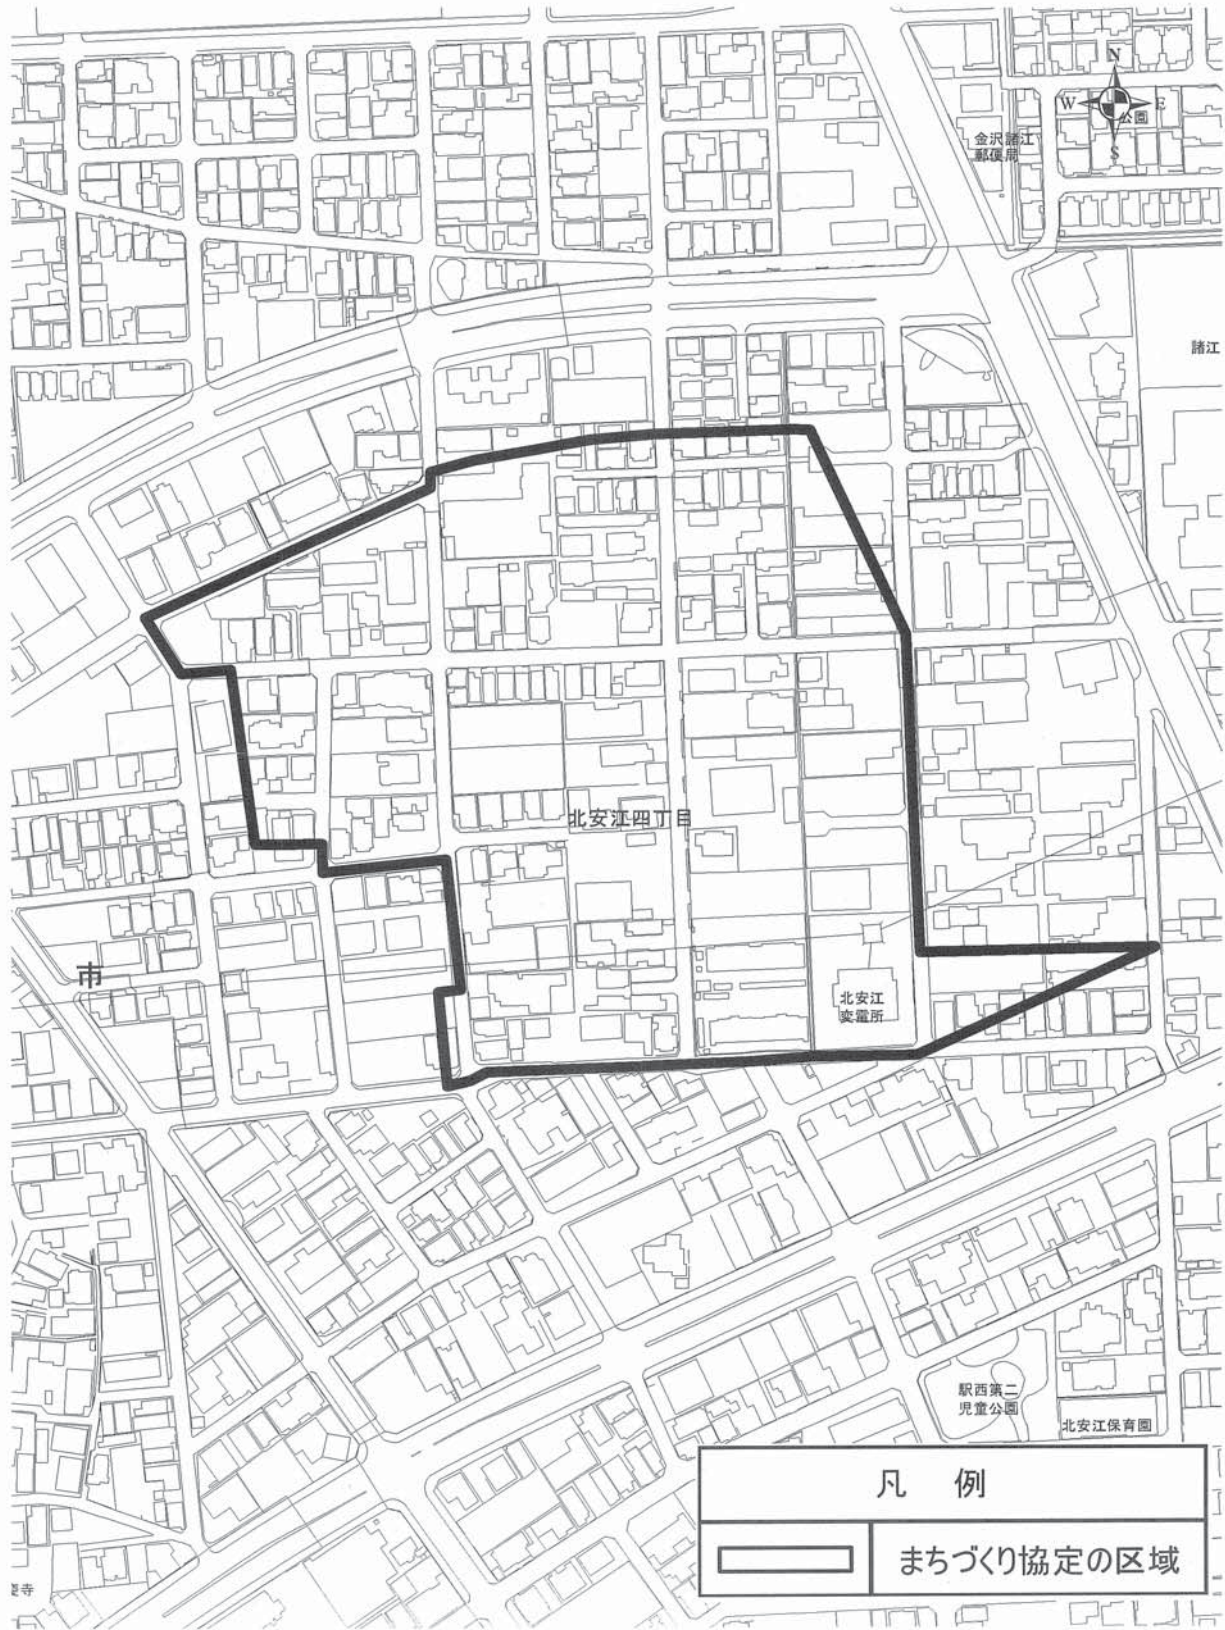 N
W
E
S
公園
金沢諸江
郵便局
諸江
北安江四丁目
市
北安江
変電所
駅西第二
児童公園
北安江保育園
凡 例
まちづくり協定の区域
寺